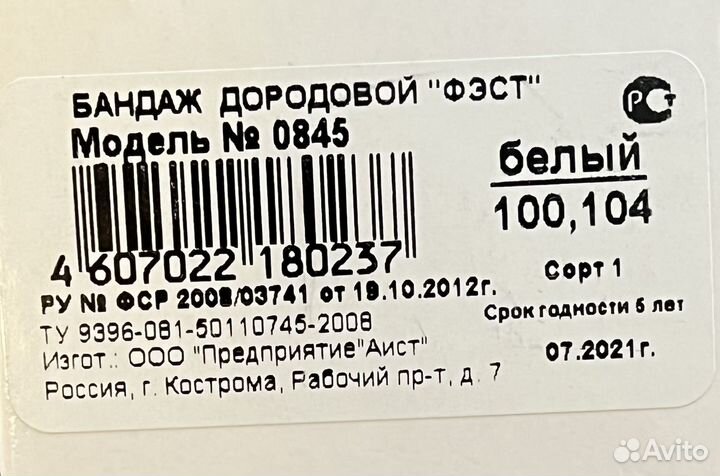 БАНДАЖ ДОРОДОВОЙ "ФЭСТ"
Модель № 0845
РСТ
белый
100,104
4 607022 180237
Сорт 1
РУ № ФСР 2008/03741 от 19.10.2012г.
Срок годности 5 лет
ТУ 9396-081-50110745-2008
07.2021г.
Изгот.: ООО "Предприятие"Аист"
Россия, г. Кострома, Рабочий пр-т, д. 7
Avito